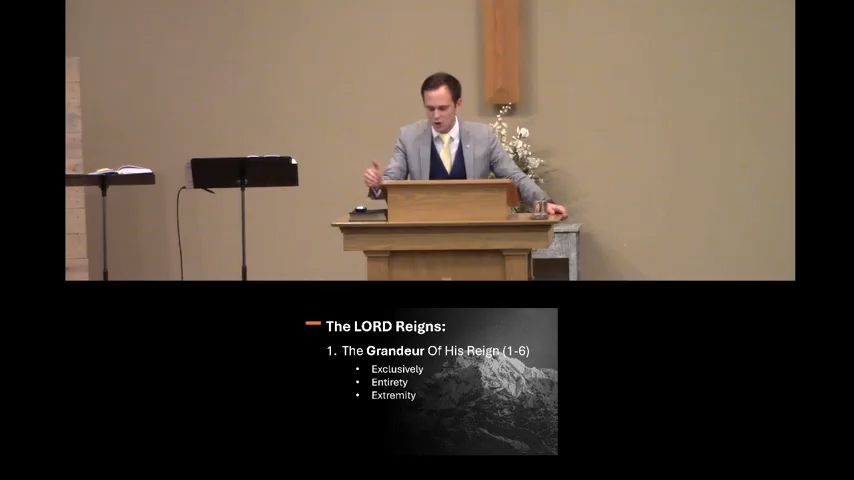 The LORD Reigns:
1. The Grandeur Of His Reign (1-6)
• Exclusively
• Entirety
• Extremity